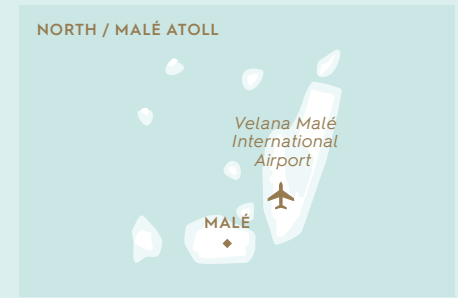 NORTH / MALÉ ATOLL
Velana Malé
International
Airport
MALÉ